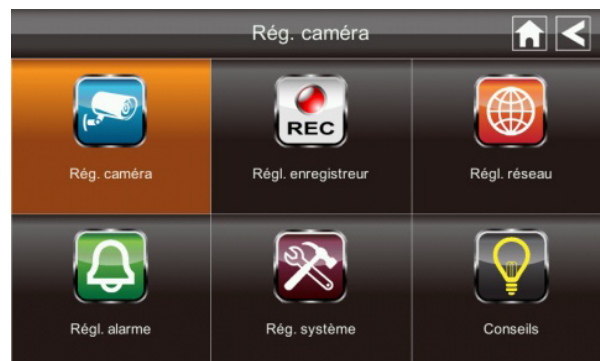 Rég. caméra
REC
Rég. caméra
Régl. enregistreur
Régl. réseau
Régl. alarme
Rég. système
Conseils